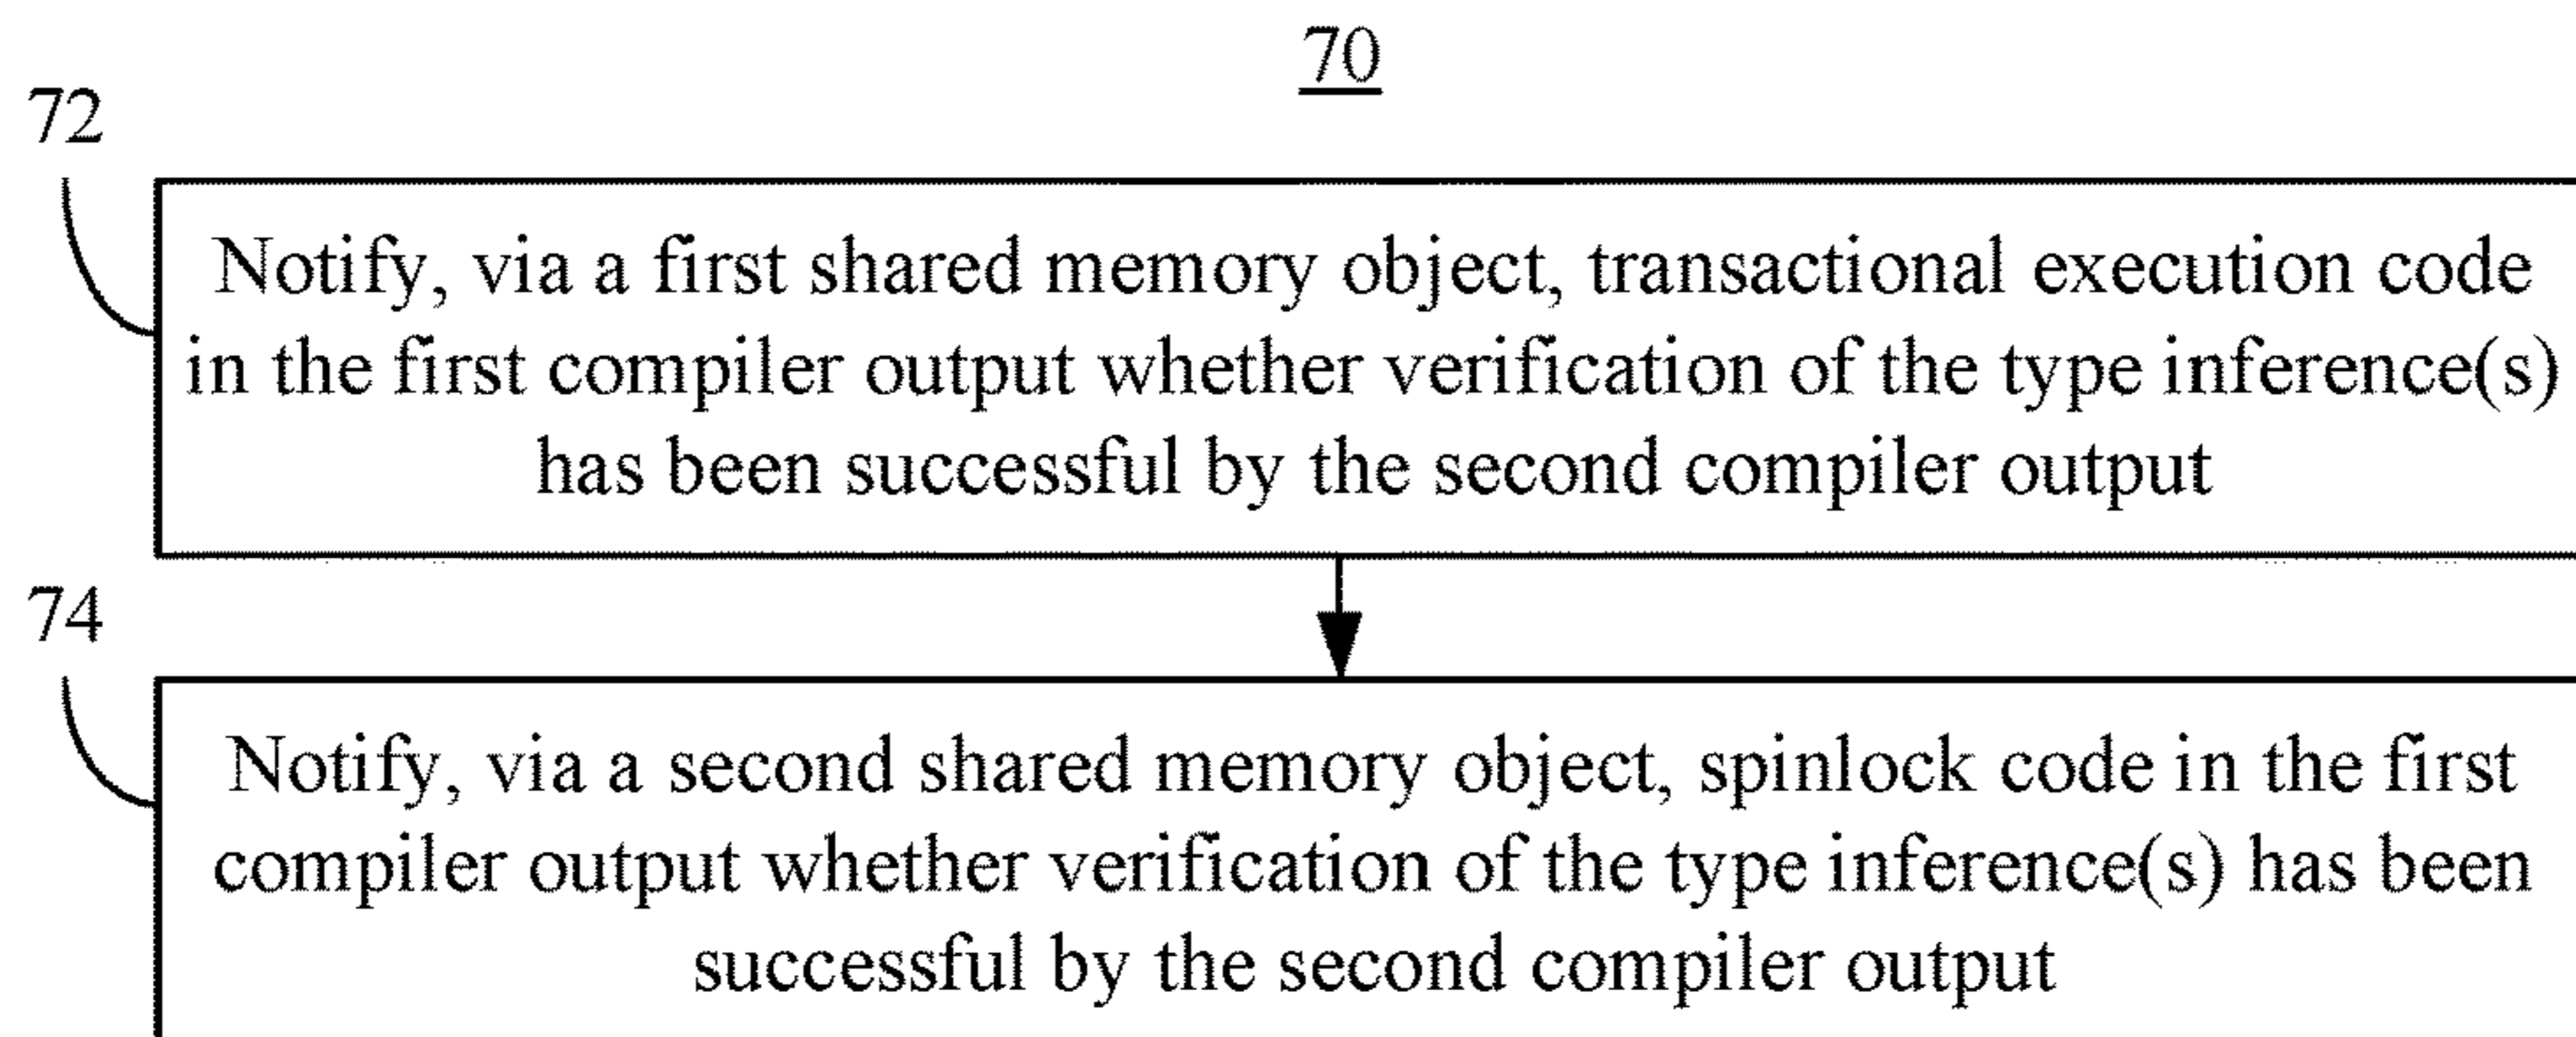 70
72
Notify, via a first shared memory object, transactional execution code
in the first compiler output whether verification of the type inference(s)
has been successful by the second compiler output
74
Notify, via a second shared memory object, spinlock code in the first
compiler output whether verification of the type inference(s) has been
successful by the second compiler output